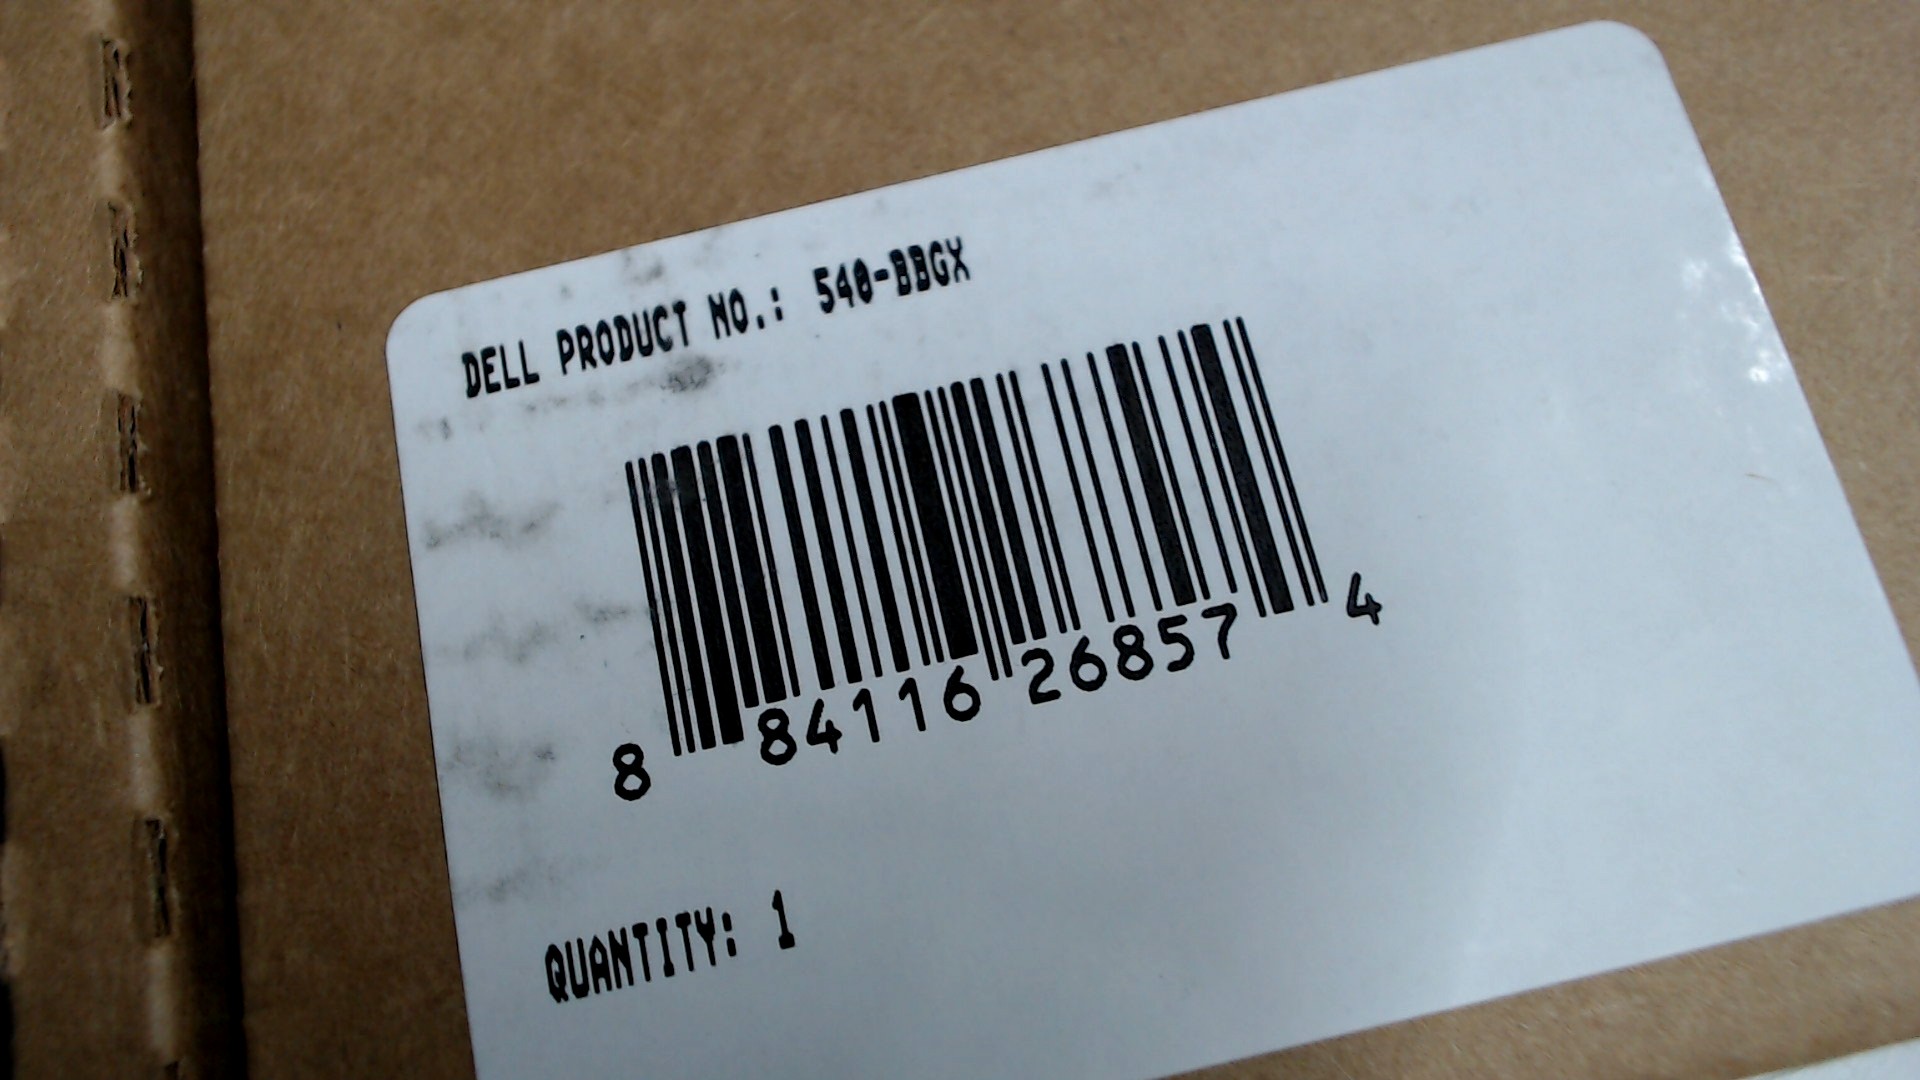 DELL PRODUCT NO.: 540-BBGX
8 84116 26857 4
QUANTITY: 1